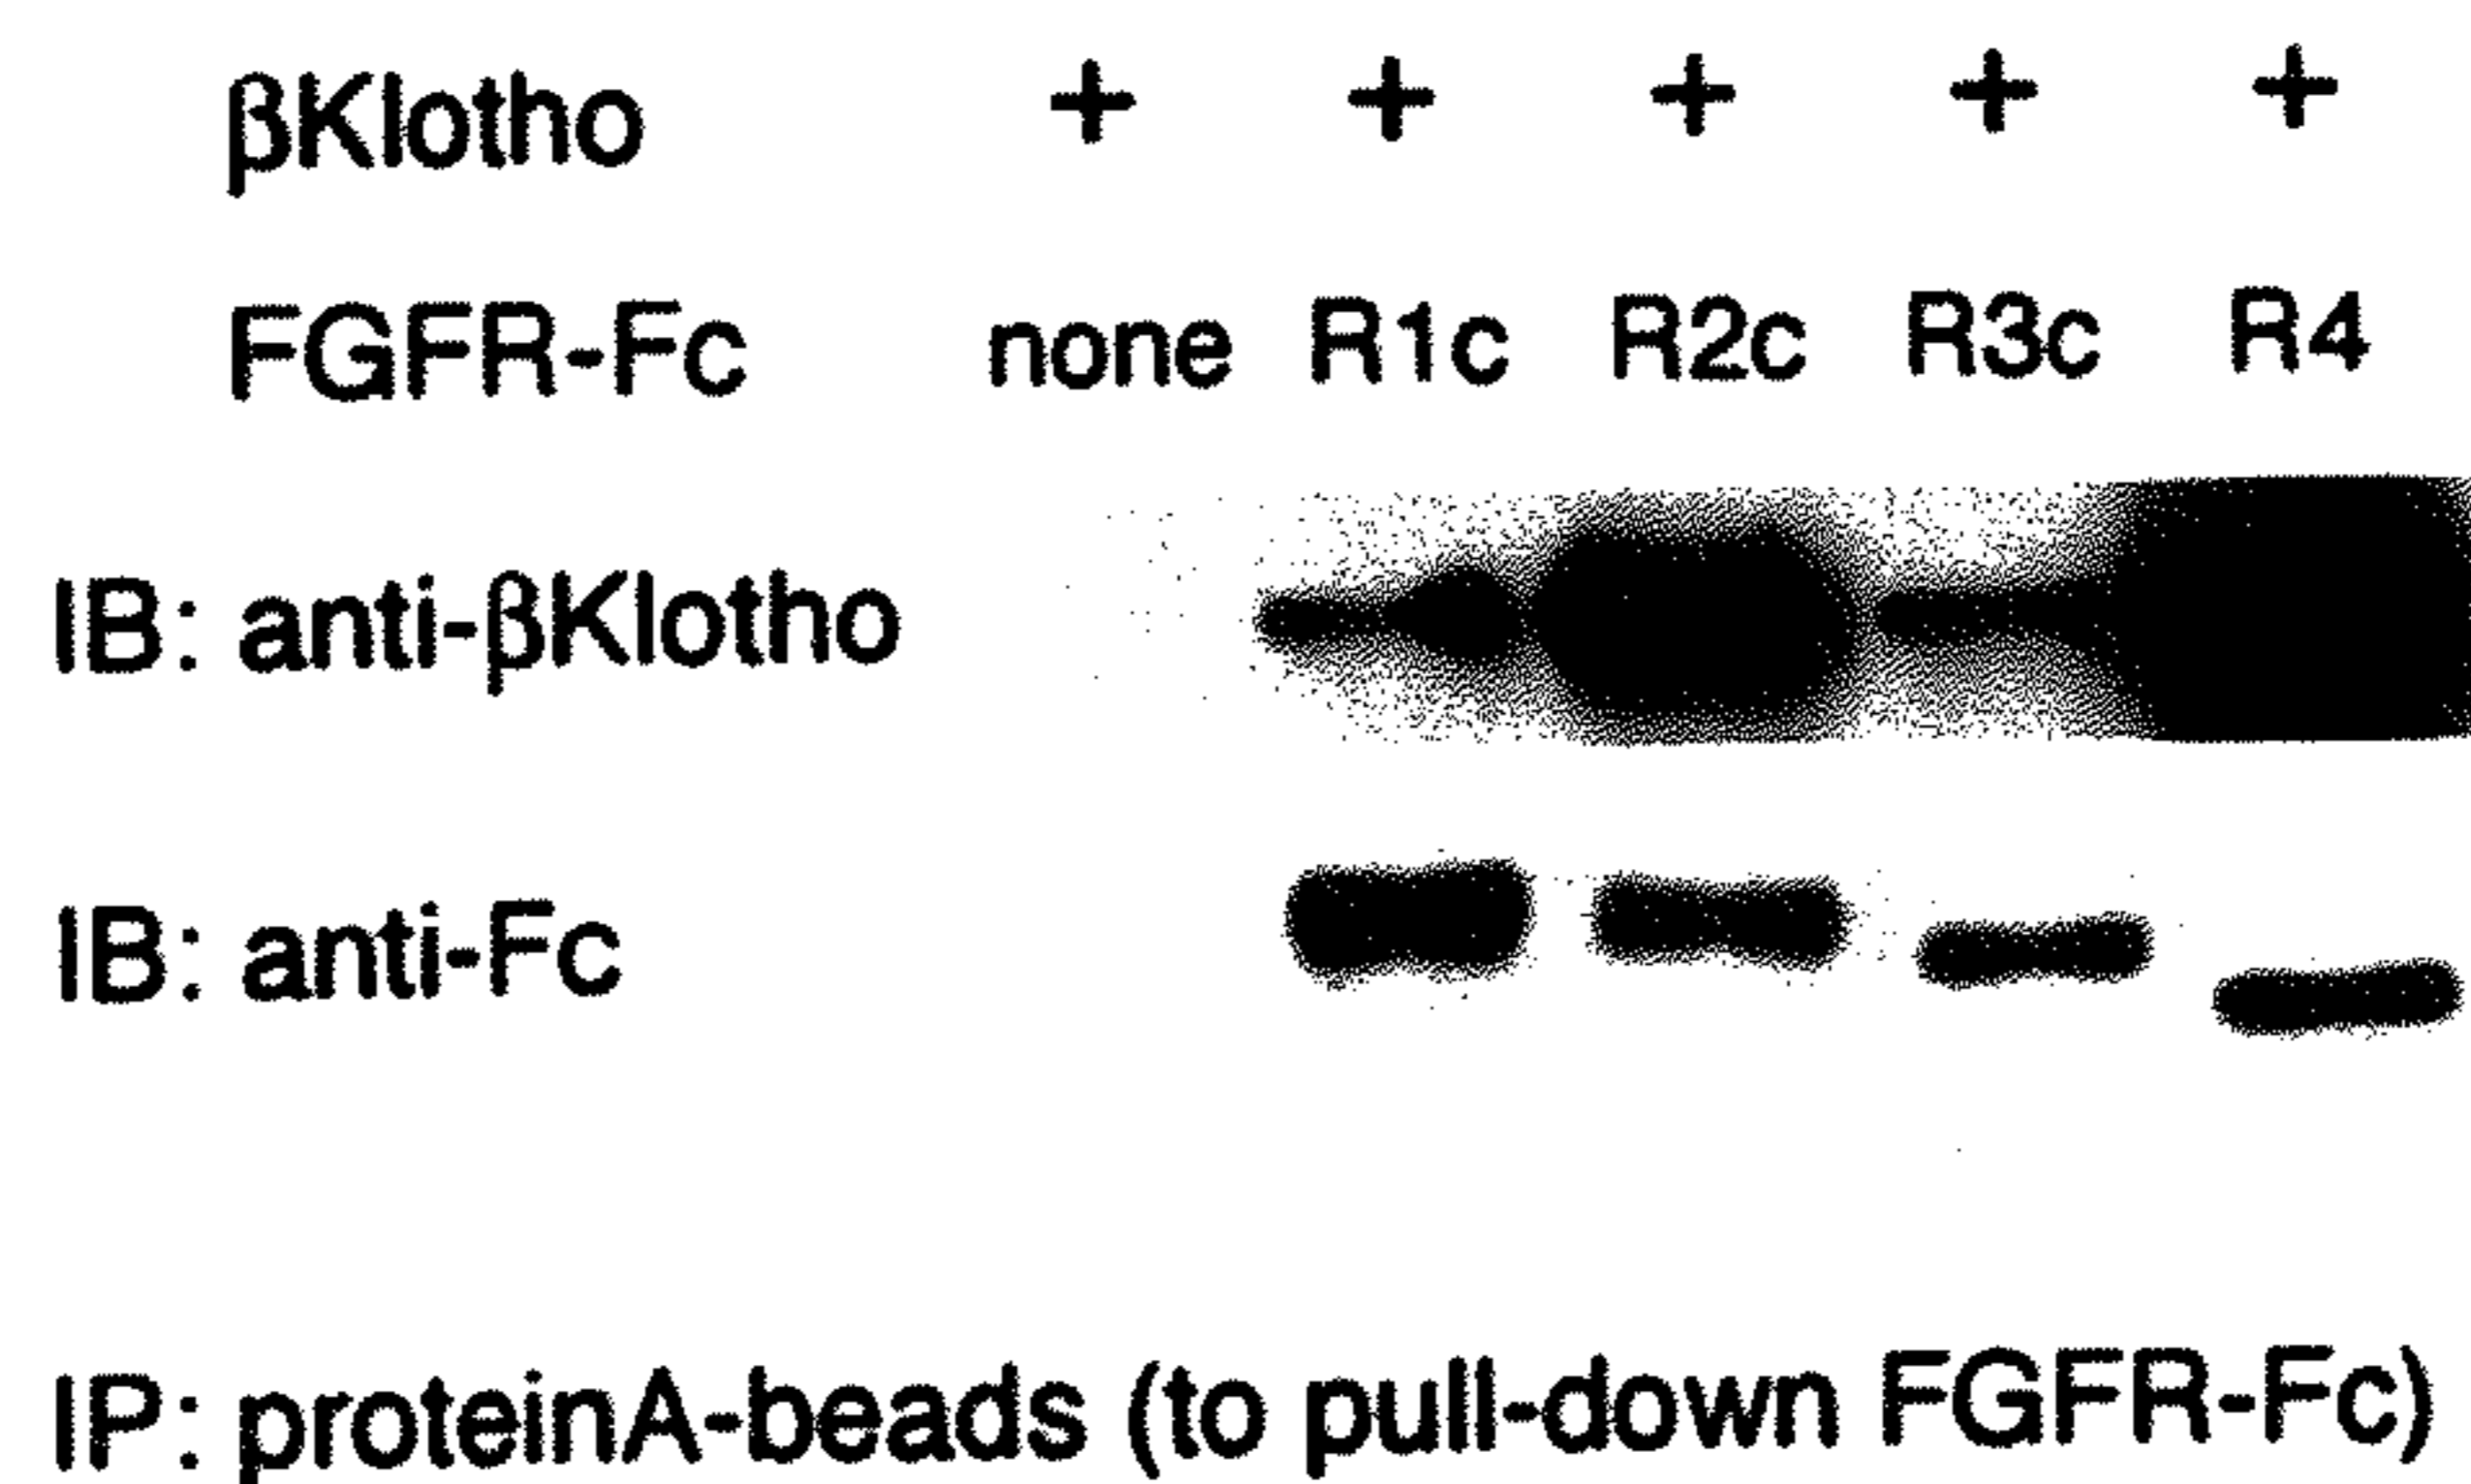 βKlotho + + + + +
FGFR-Fc none R1c R2c R3c R4
IB: anti-βKlotho
IB: anti-Fc
IP: proteinA-beads (to pull-down FGFR-Fc)